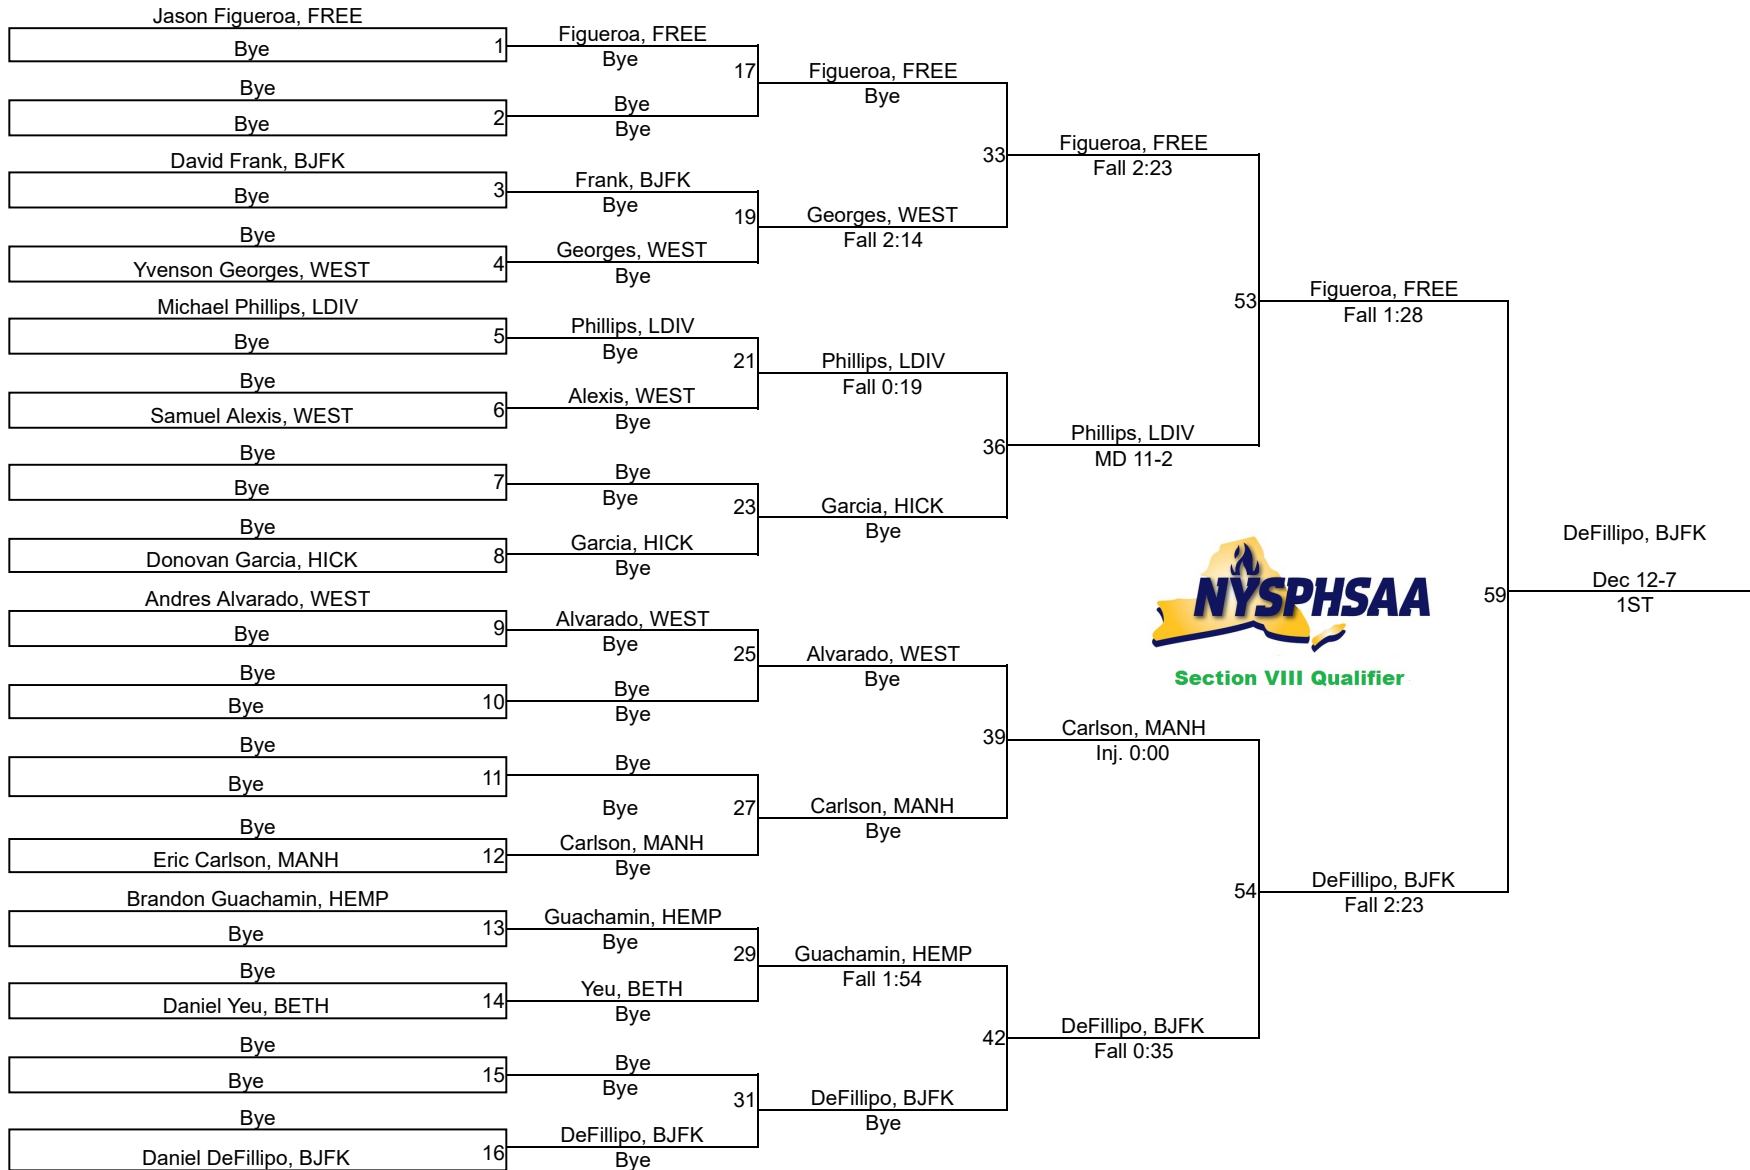 Jason Figueroa, FREE
Bye
1
Bye
Bye
2
David Frank, BJFK
Bye
3
Bye
Yvenson Georges, WEST
4
Michael Phillips, LDIV
Bye
5
Bye
Samuel Alexis, WEST
6
Bye
Bye
7
Bye
Donovan Garcia, HICK
8
Andres Alvarado, WEST
Bye
9
Bye
Bye
10
Bye
Bye
11
Bye
Eric Carlson, MANH
12
Brandon Guachamin, HEMP
Bye
13
Bye
Daniel Yeu, BETH
14
Bye
Bye
15
Bye
Daniel DeFillipo, BJFK
16
Figueroa, FREE
Bye
17
Bye
Bye
Frank, BJFK
Bye
19
Georges, WEST
Bye
Phillips, LDIV
Bye
21
Alexis, WEST
Bye
Bye
Bye
23
Garcia, HICK
Bye
Alvarado, WEST
Bye
25
Bye
Bye
Bye
Bye
27
Carlson, MANH
Bye
Guachamin, HEMP
Bye
29
Yeu, BETH
Bye
Bye
Bye
31
DeFillipo, BJFK
Bye
Figueroa, FREE
Bye
33
Georges, WEST
Fall 2:14
Phillips, LDIV
Fall 0:19
36
Garcia, HICK
Bye
Alvarado, WEST
Bye
39
Carlson, MANH
Bye
Guachamin, HEMP
Fall 1:54
42
DeFillipo, BJFK
Bye
Figueroa, FREE
Fall 2:23
53
Phillips, LDIV
MD 11-2
Carlson, MANH
Inj. 0:00
54
DeFillipo, BJFK
Fall 0:35
Figueroa, FREE
Fall 1:28
59
DeFillipo, BJFK
Fall 2:23
DeFillipo, BJFK
Dec 12-7
1ST
NYSPHSAA
Section VIII Qualifier